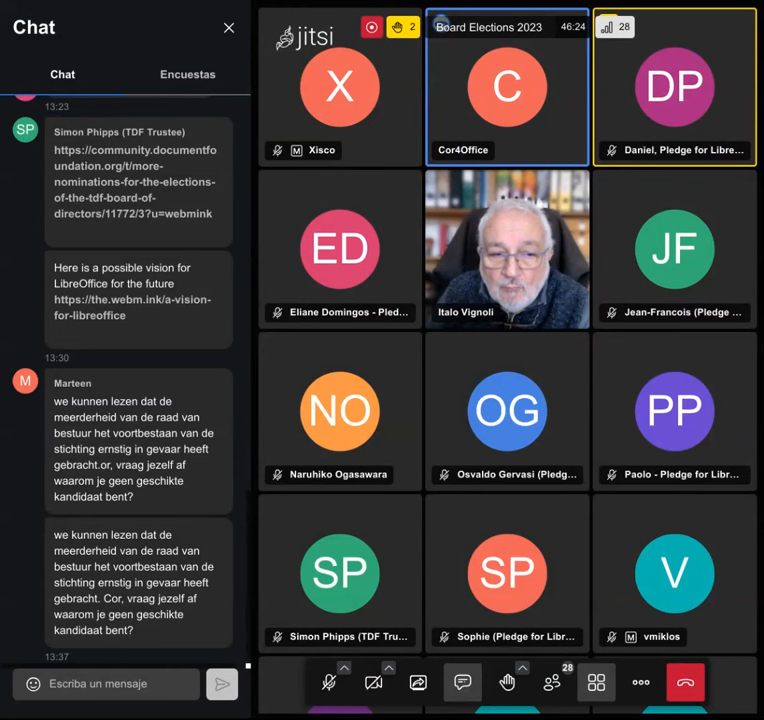 Chat
Chat
Encuestas
13:23
SP
Simon Phipps (TDF Trustee)
https://community.documentfo
undation.org/t/more-
nominations-for-the-elections-
of-the-tdf-board-of-
directors/11772/3?u=webmink
Here is a possible vision for
LibreOffice for the future
https://the.webm.ink/a-vision-
for-libreoffice
13:30
M
Marteen
we kunnen lezen dat de
meerderheid van de raad van
bestuur het voortbestaan van de
stichting ernstig in gevaar heeft
gebracht.or, vraag jezelf af
waarom je geen geschikte
kandidaat bent?
we kunnen lezen dat de
meerderheid van de raad van
bestuur het voortbestaan van de
stichting ernstig in gevaar heeft
gebracht. Cor, vraag jezelf af
waarom je geen geschikte
kandidaat bent?
13:37
Escriba un mensaje
jitsi
2
Board Elections 2023
46:24
28
X
M
Xisco
C
Cor4Office
DP
Daniel, Pledge for Libre...
ED
Eliane Domingos - Pled...
Italo Vignoli
JF
Jean-Francois (Pledge ...
NO
Naruhiko Ogasawara
OG
Osvaldo Gervasi (Pledg...
PP
Paolo - Pledge for Libr...
SP
Simon Phipps (TDF Tru...
SP
Sophie (Pledge for Libr...
V
M
vmiklos
28